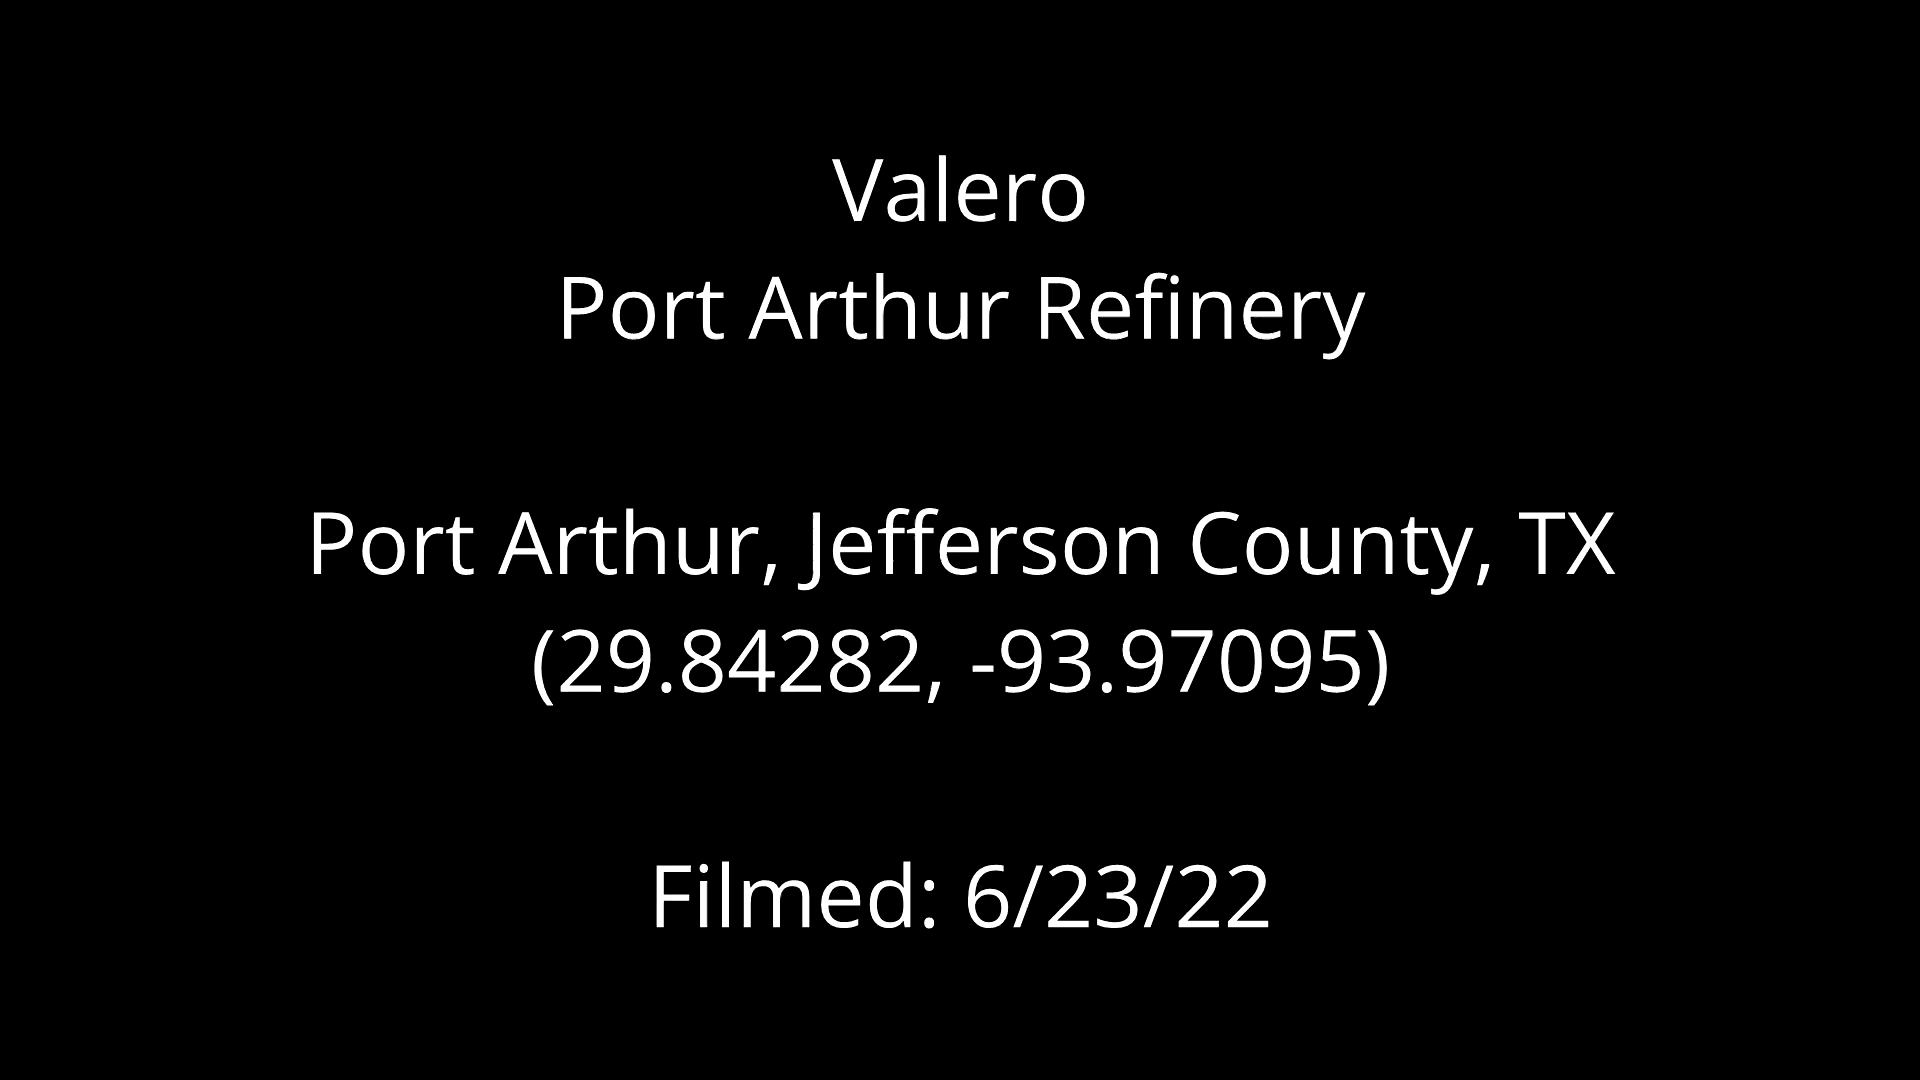 Valero
Port Arthur Refinery
Port Arthur, Jefferson County, TX
(29.84282, -93.97095)
Filmed: 6/23/22